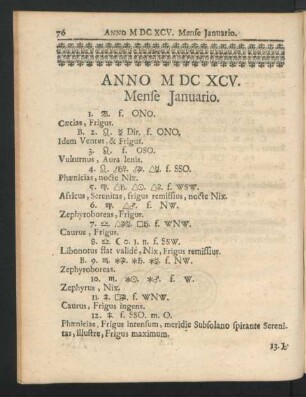 76 ANNO M DC XCV. Mense Januario.
ANNO M DC XCV.
Mense Januario.
1. ♏. f. ONO.
Cæcias, Frigus.
B. 2. ♌. ☿ Dir. f. ONO,
Idem Ventus, & Frigus.
3. ♌. f. OSO.
Vulturnus, Aura lenis.
4. ♌. f. SSO.
Phœnicias, nocte Nix.
5. ♍. f. WSW.
Africus, Serenitas, frigus remissius, nocte Nix.
6. ♍. f. NW.
Zephyroboreas, Frigus.
7. ♎. f. WNW.
Caurus, Frigus.
8. ♎ ☾ o. 1. n. f. SSW.
Libonotus flat validè, Nix, Frigus remissius.
B. 9. m. f. NW.
Zephyroboreas.
10. m. f. W.
Zephyrus, Nix.
11. f. WNW.
Caurus, Frigus ingens.
12. f. SSO. m. O.
Phœnicias, Frigus intensum, meridie Subsolano spirante Sereni-
tas, illustre, Frigus maximum.
13.